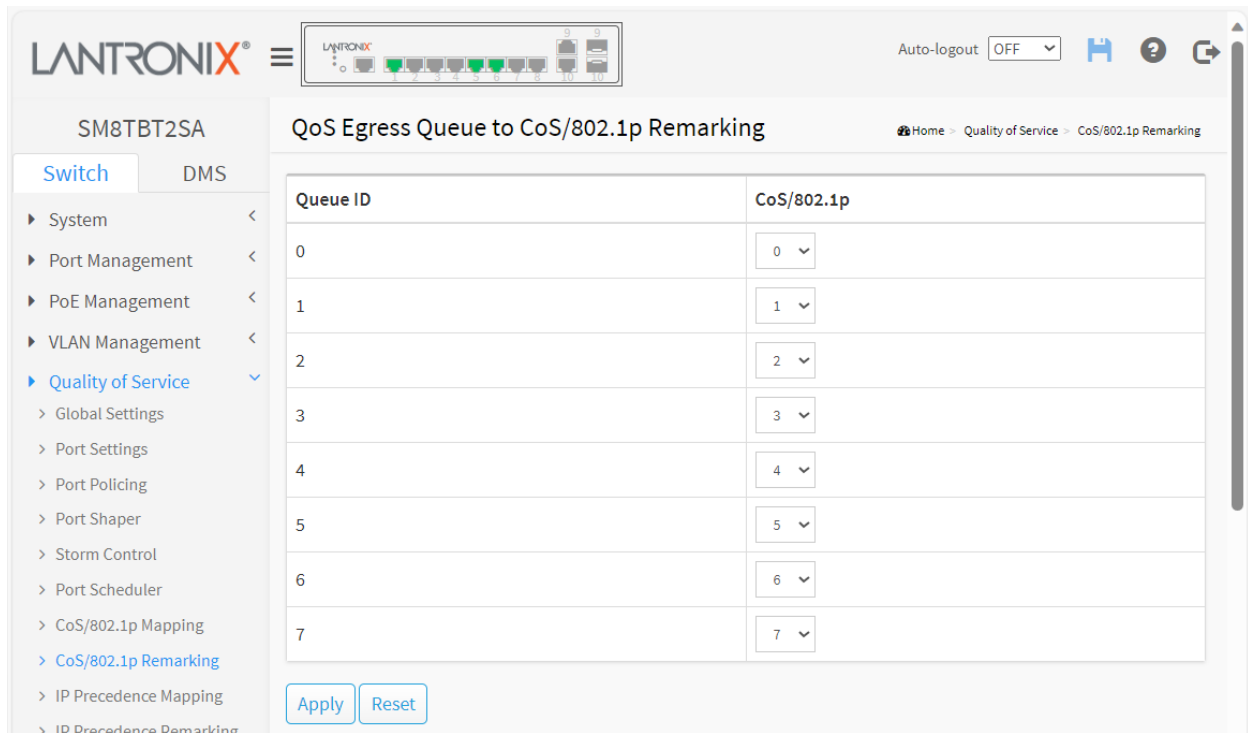 LANTRONIX®
LANTRONIX
9 9
1 2 3 4 5 6 7 8 10 10
Auto-logout OFF
SM8TBT2SA
QoS Egress Queue to CoS/802.1p Remarking
Home > Quality of Service > CoS/802.1p Remarking
Switch DMS
System
Port Management
PoE Management
VLAN Management
Quality of Service
> Global Settings
> Port Settings
> Port Policing
> Port Shaper
> Storm Control
> Port Scheduler
> CoS/802.1p Mapping
> CoS/802.1p Remarking
> IP Precedence Mapping
> IP Precedence Remarking
Queue ID CoS/802.1p
0 0
1 1
2 2
3 3
4 4
5 5
6 6
7 7
Apply Reset